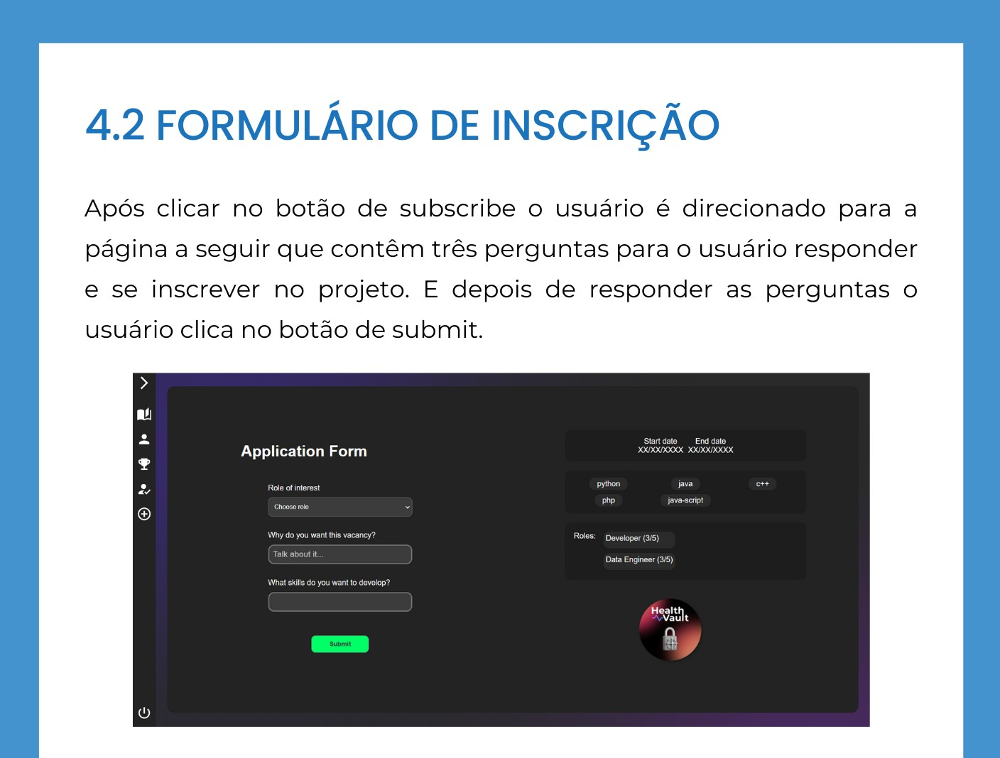 4.2 FORMULÁRIO DE INSCRIÇÃO
Após clicar no botão de subscribe o usuário é direcionado para a
página a seguir que contêm três perguntas para o usuário responder
e se inscrever no projeto. E depois de responder as perguntas o
usuário clica no botão de submit.
Application Form
Role of interest
Choose role
Why do you want this vacancy?
Talk about it...
What skills do you want to develop?
Submit
Start date End date
XX/XX/XXXX XX/XX/XXXX
python java c++
php java-script
Roles: Developer (3/5)
Data Engineer (3/5)
Health
Vault